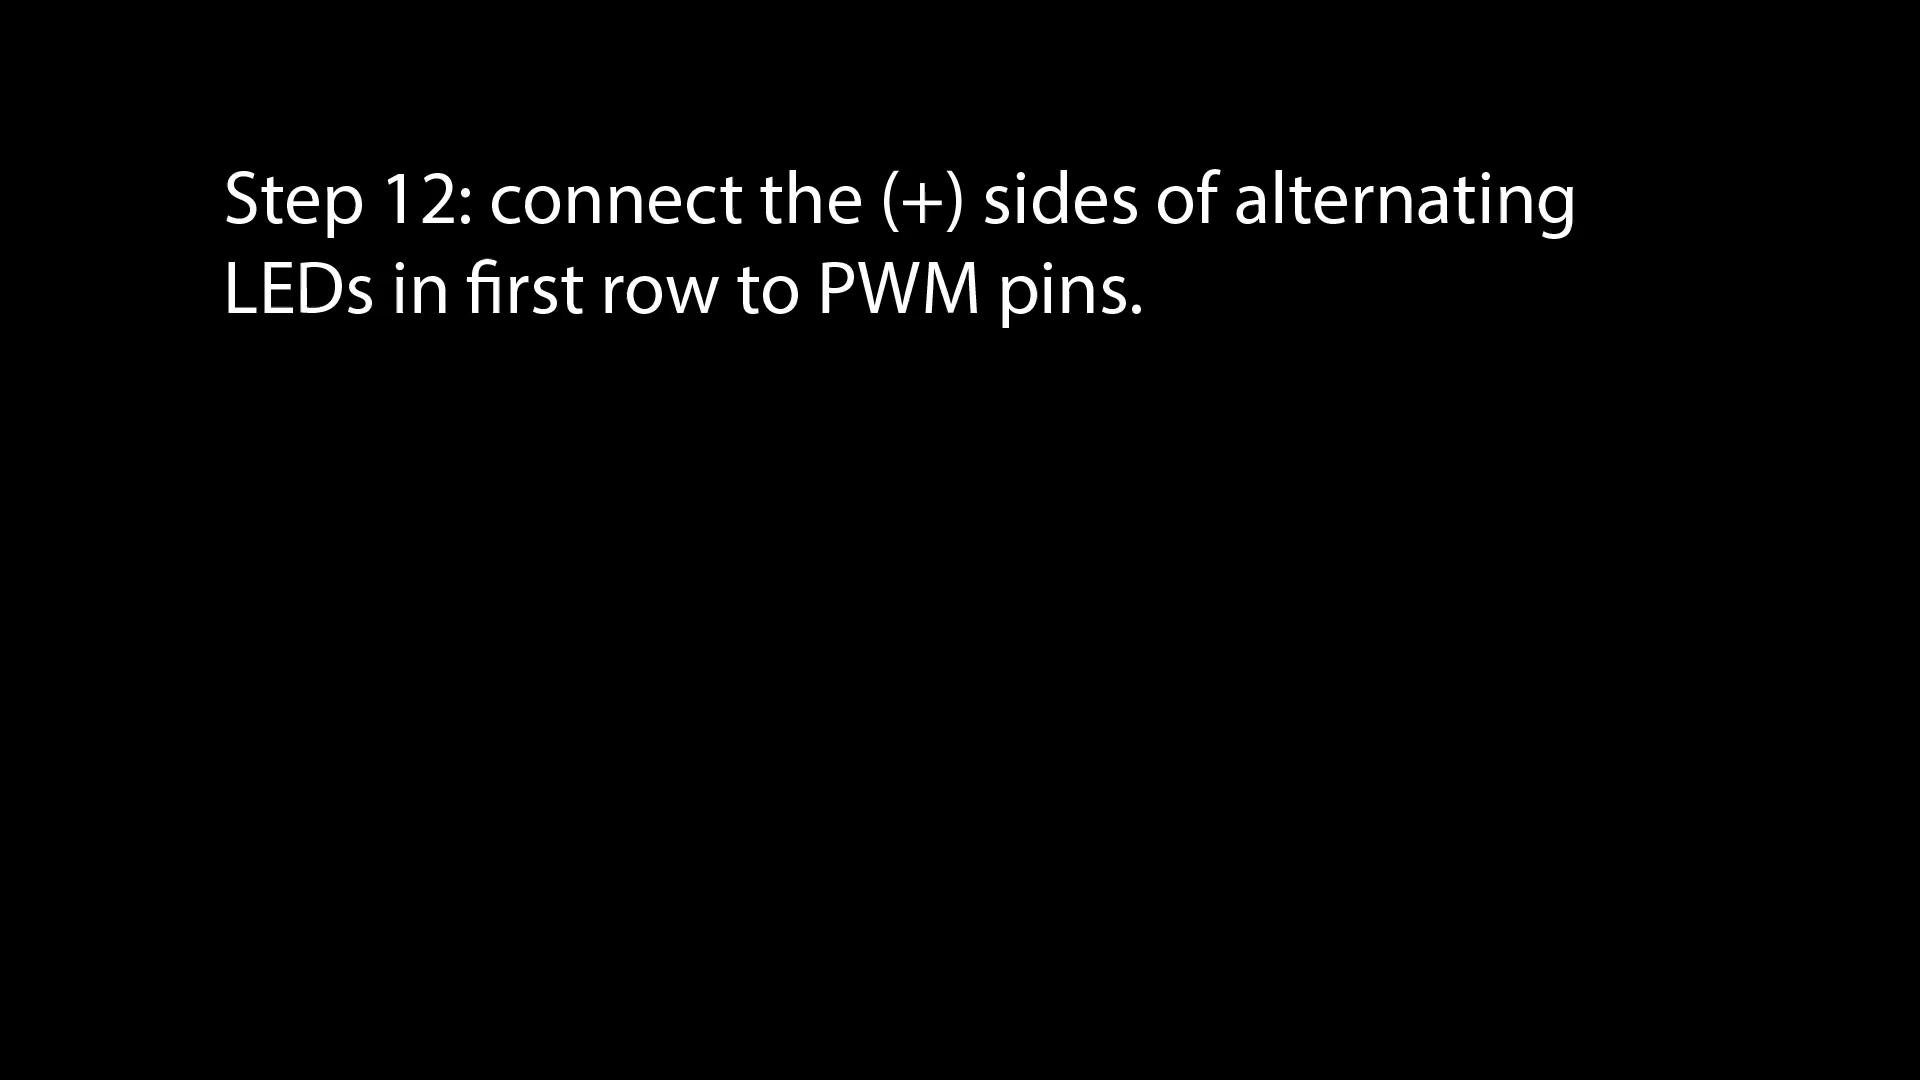 Step 12: connect the (+) sides of alternating
LEDs in first row to PWM pins.